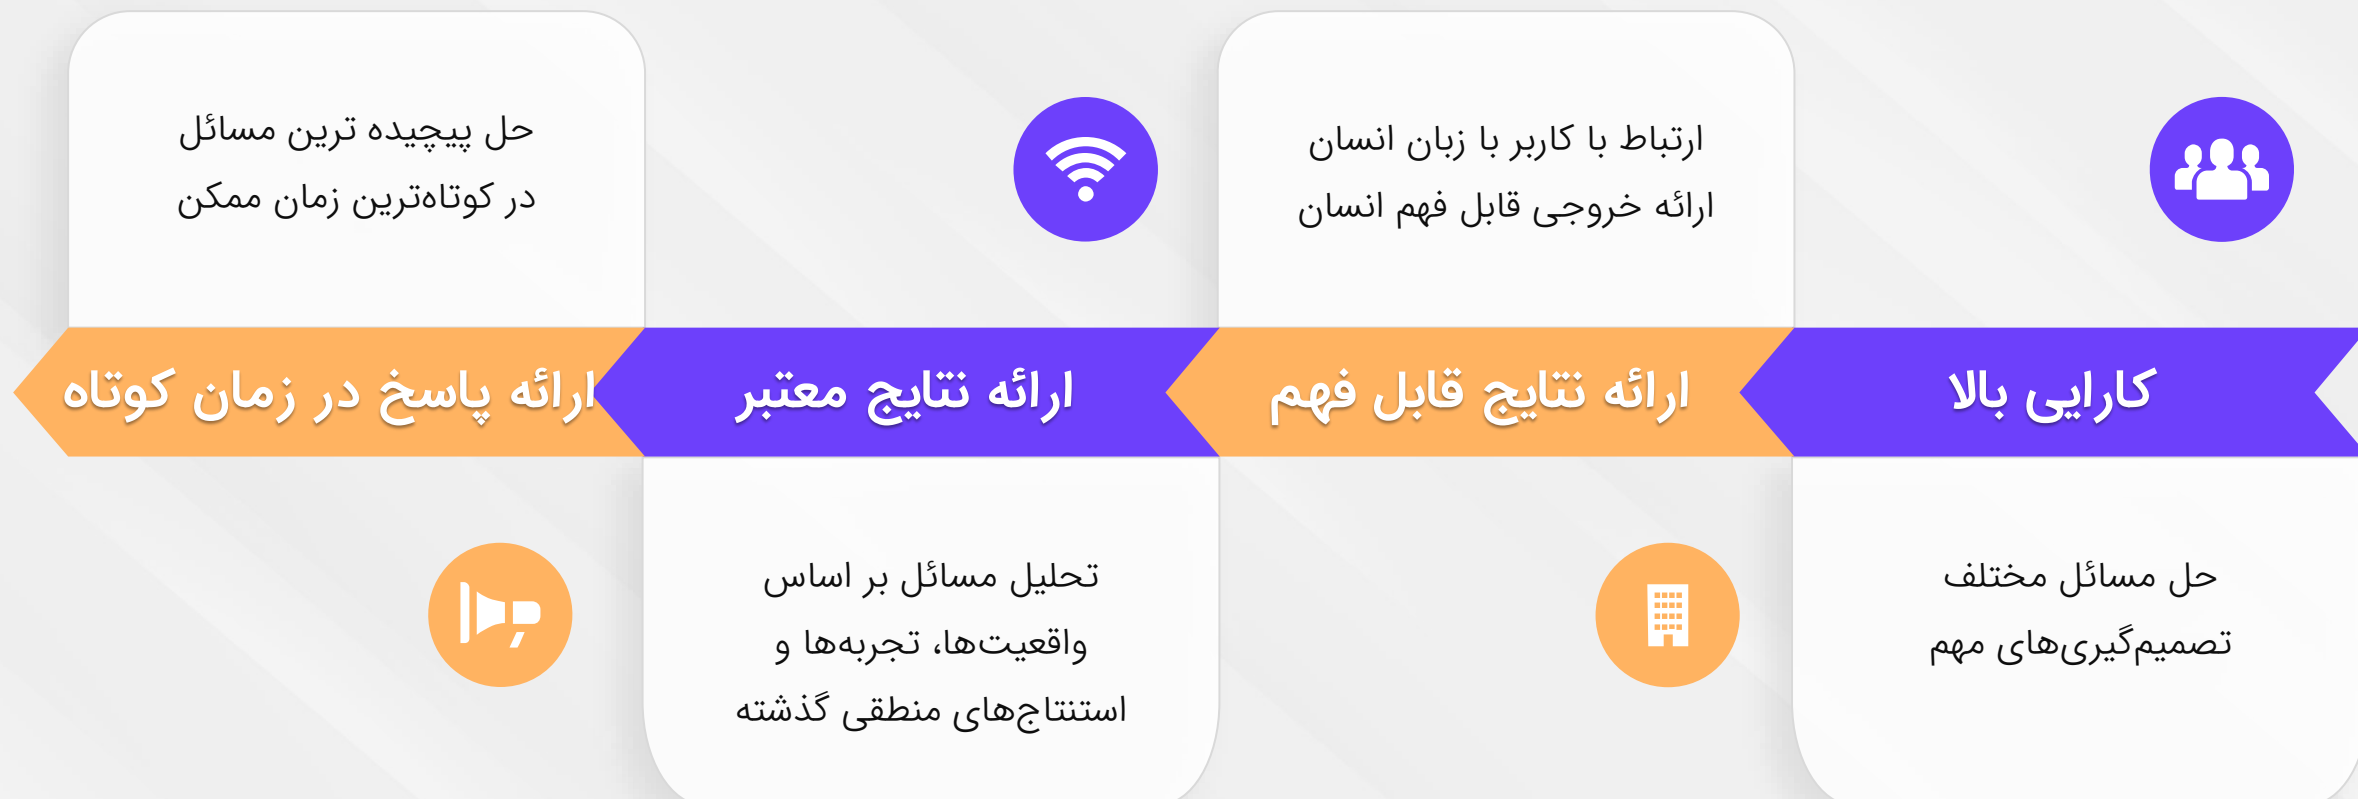 کارایی بالا
حل مسائل مختلف
تصمیم‌گیری‌های مهم
ارائه نتایج قابل فهم
ارتباط با کاربر با زبان انسان
ارائه خروجی قابل فهم انسان
ارائه نتایج معتبر
تحلیل مسائل بر اساس
واقعیت‌ها، تجربه‌ها و
استنتاج‌های منطقی گذشته
ارائه پاسخ در زمان کوتاه
حل پیچیده ترین مسائل
در کوتاه‌ترین زمان ممکن